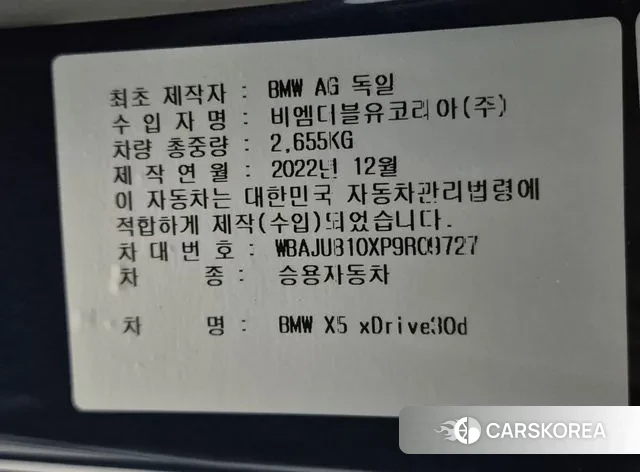 최초 제작자 : BMW AG 독일
수 입 자 명 : 비엠더블유코리아(주)
차량 총중량 : 2,655KG
제 작 연 월 : 2022년 12월
이 자동차는 대한민국 자동차관리법령에
적합하게 제작(수입)되었습니다.
차 대 번 호 : WBAJU810XP9R09727
차 종 : 승용자동차
차 명 : BMW X5 xDrive30d
CARSKOREA